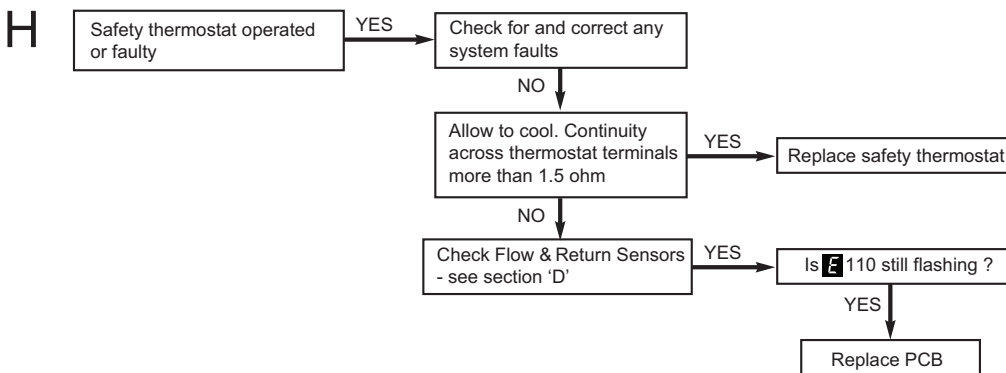 H
Safety thermostat operated
or faulty
YES
Check for and correct any
system faults
NO
Allow to cool. Continuity
across thermostat terminals
more than 1.5 ohm
YES
Replace safety thermostat
NO
Check Flow & Return Sensors
- see section ‘D’
YES
Is E 110 still flashing ?
YES
Replace PCB